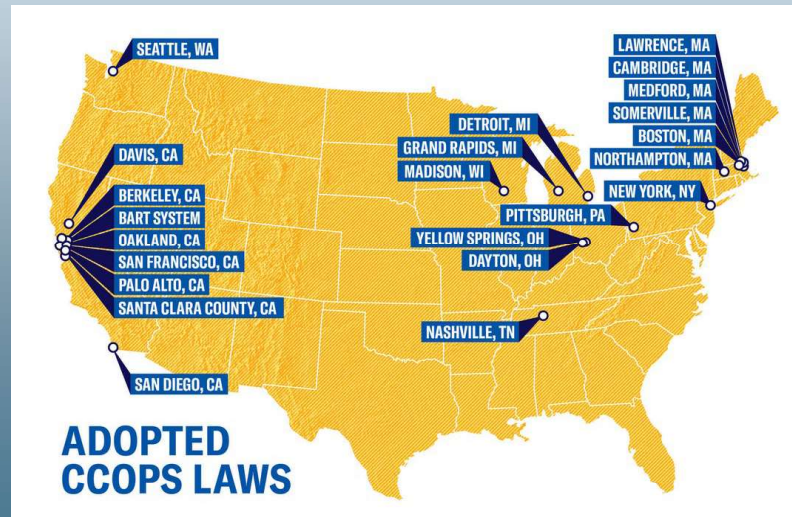 SEATTLE, WA
DAVIS, CA
BERKELEY, CA
BART SYSTEM
OAKLAND, CA
SAN FRANCISCO, CA
PALO ALTO, CA
SANTA CLARA COUNTY, CA
SAN DIEGO, CA
DETROIT, MI
GRAND RAPIDS, MI
MADISON, WI
LAWRENCE, MA
CAMBRIDGE, MA
MEDFORD, MA
SOMERVILLE, MA
BOSTON, MA
NORTHAMPTON, MA
NEW YORK, NY
PITTSBURGH, PA
YELLOW SPRINGS, OH
DAYTON, OH
NASHVILLE, TN
ADOPTED
CCOPS LAWS